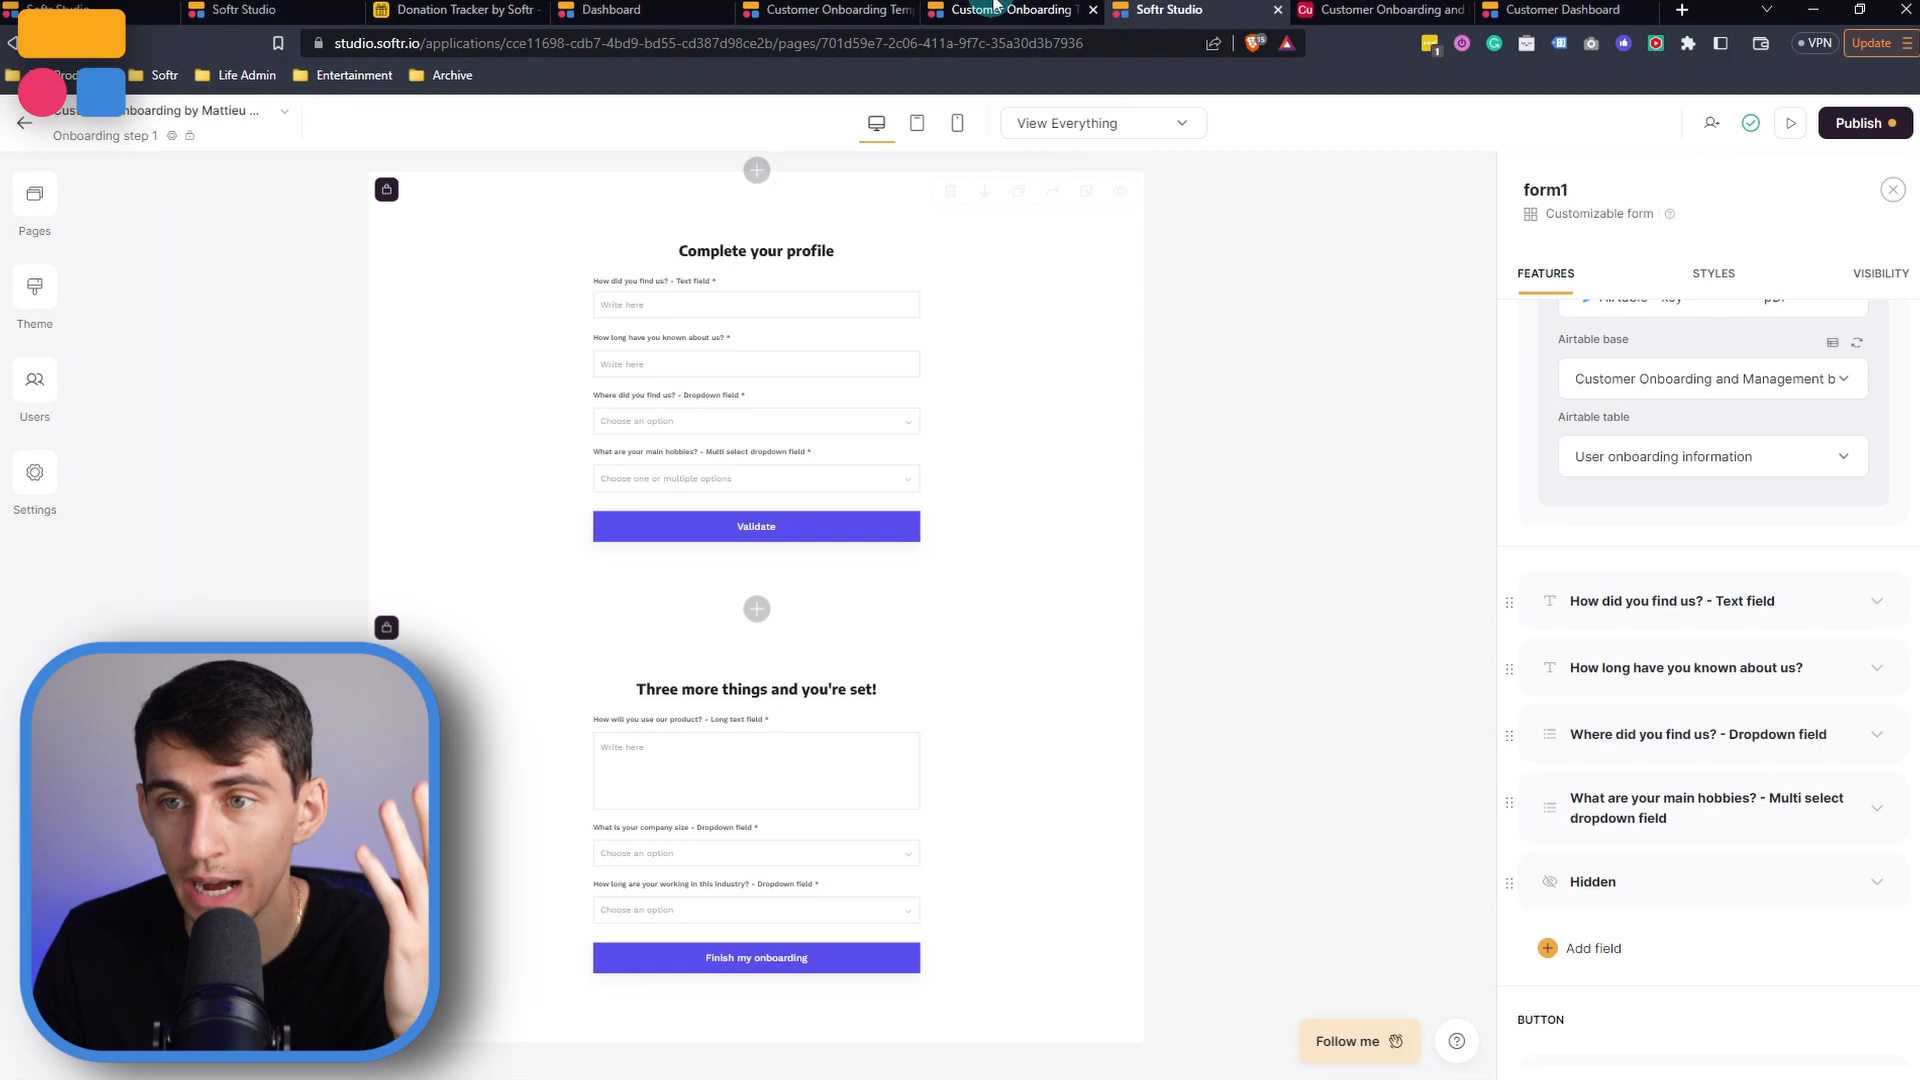 Softr Studio
Donation Tracker by Softr -
Dashboard
Customer Onboarding Tem
Customer Onboarding T
Softr Studio
Customer Onboarding and
Customer Dashboard
studio.softr.io/applications/cce11698-cdb7-4bd9-bd55-cd387d98ce2b/pages/701d59e7-2c06-411a-9f7c-35a30d3b7936
15
1
VPN
Update
Softr
Life Admin
Entertainment
Archive
nboarding by Mattieu ...
Onboarding step 1
View Everything
Publish
Pages
Theme
Users
Settings
Complete your profile
How did you find us? - Text field *
Write here
How long have you known about us? *
Write here
Where did you find us? - Dropdown field *
Choose an option
What are your main hobbies? - Multi select dropdown field *
Choose one or multiple options
Validate
Three more things and you're set!
How will you use our product? - Long text field *
Write here
What is your company size - Dropdown field *
Choose an option
How long are your working in this industry? - Dropdown field *
Choose an option
Finish my onboarding
form1
Customizable form
FEATURES
STYLES
VISIBILITY
Airtable base
Customer Onboarding and Management b
Airtable table
User onboarding information
How did you find us? - Text field
How long have you known about us?
Where did you find us? - Dropdown field
What are your main hobbies? - Multi select
dropdown field
Hidden
Add field
BUTTON
Follow me